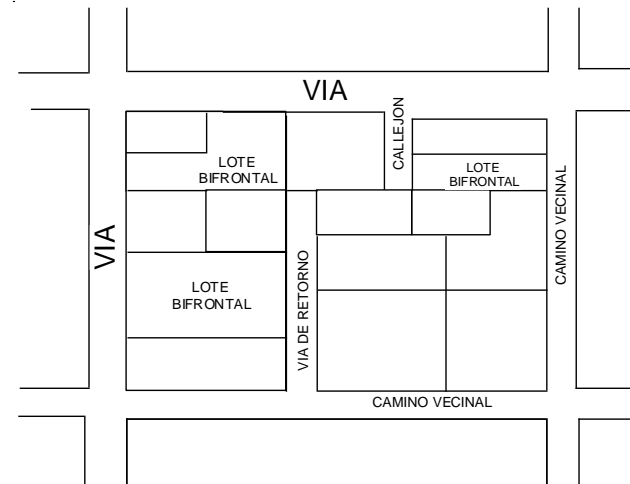 VIA
CALLEJON
LOTE
BIFRONTAL
LOTE
BIFRONTAL
CAMINO VECINAL
VIA
LOTE
BIFRONTAL
VIA DE RETORNO
CAMINO VECINAL